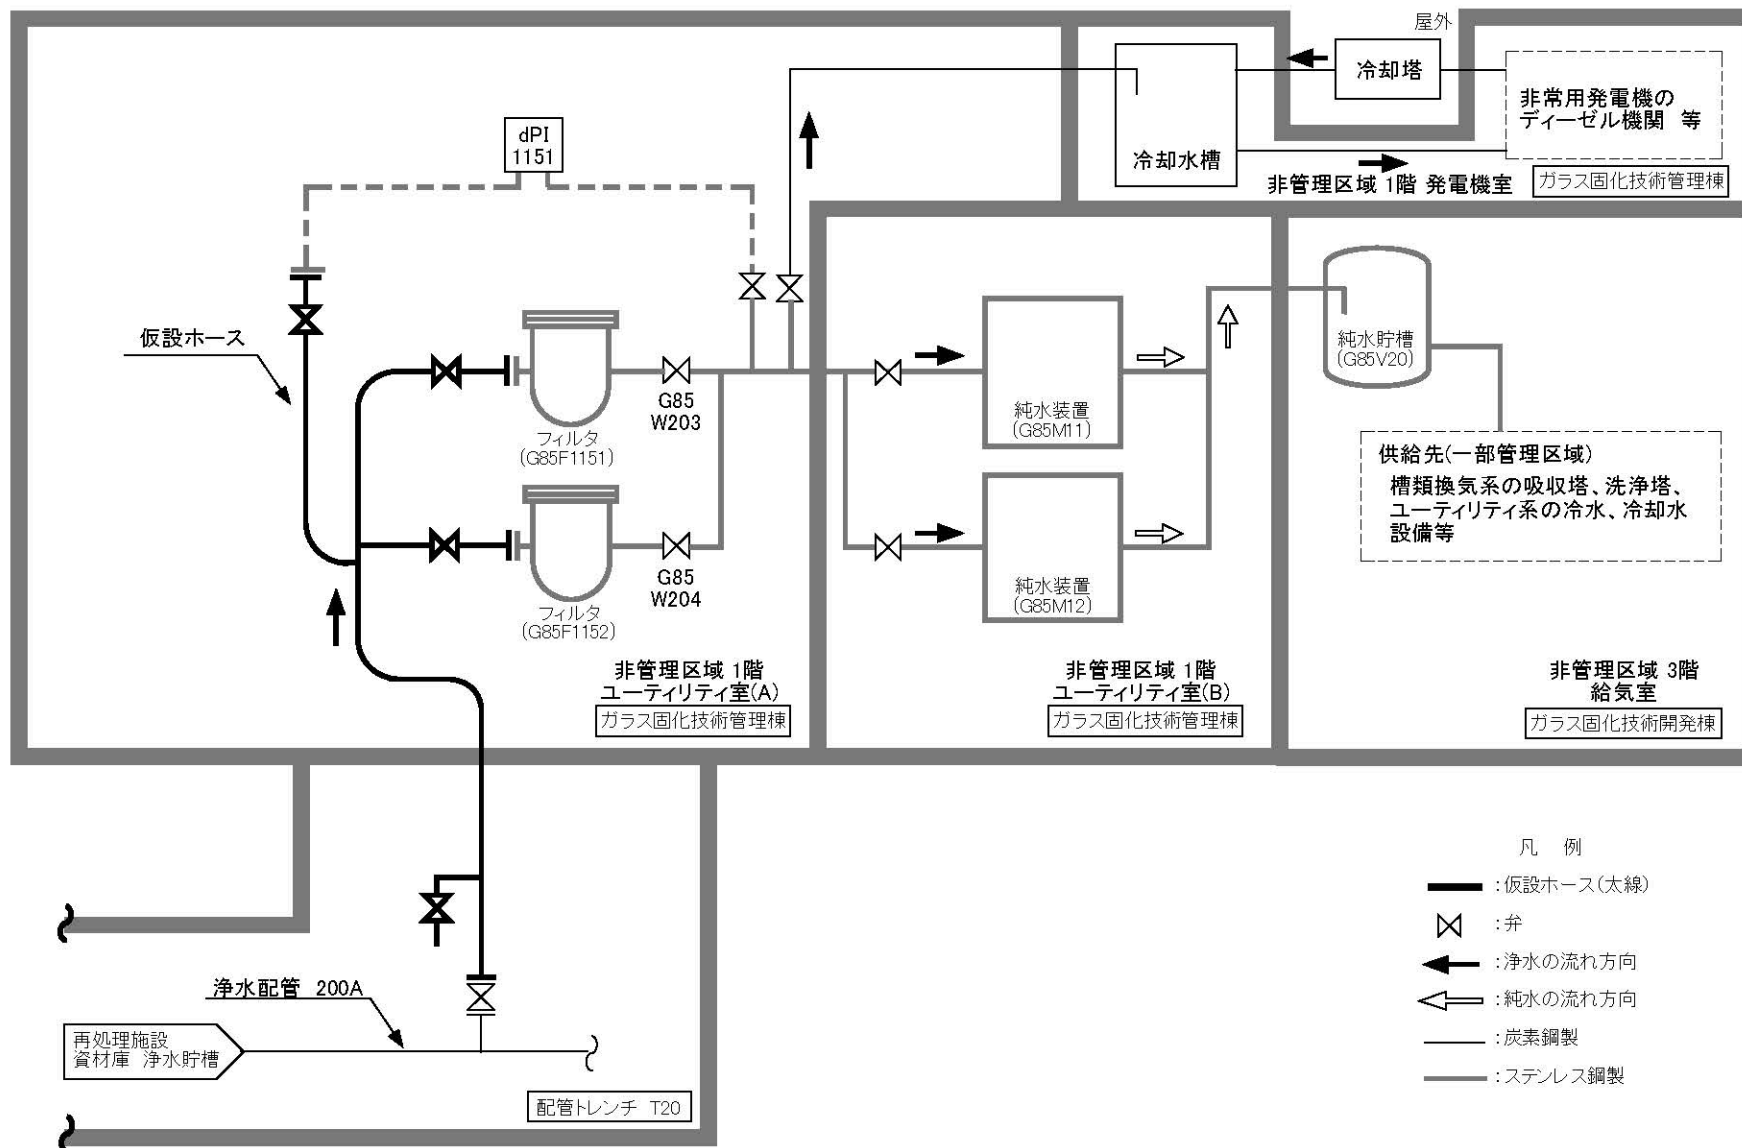 屋外
冷却塔
非常用発電機の
ディーゼル機関 等
冷却水槽
非管理区域 1階 発電機室
ガラス固化技術管理棟
dPI
1151
仮設ホース
G85
W203
フィルタ
(G85F1151)
G85
W204
フィルタ
(G85F1152)
非管理区域 1階
ユーティリティ室(A)
ガラス固化技術管理棟
純水装置
(G85M11)
純水装置
(G85M12)
非管理区域 1階
ユーティリティ室(B)
ガラス固化技術管理棟
純水貯槽
(G85V20)
供給先(一部管理区域)
槽類換気系の吸収塔、洗浄塔、
ユーティリティ系の冷水、冷却水
設備等
非管理区域 3階
給気室
ガラス固化技術開発棟
浄水配管 200A
再処理施設
資材庫 浄水貯槽
配管トレンチ T20
凡 例
:仮設ホース(太線)
:弁
:浄水の流れ方向
:純水の流れ方向
:炭素鋼製
:ステンレス鋼製